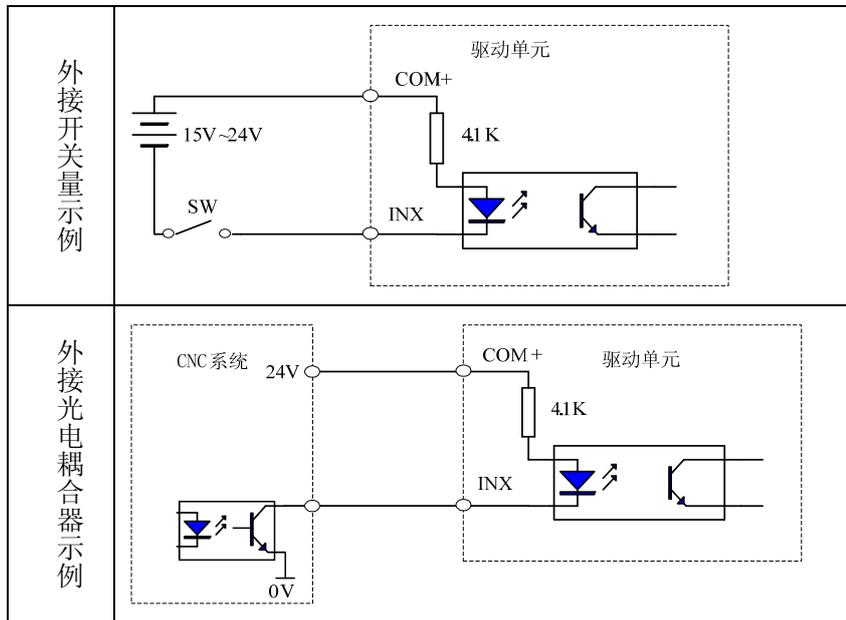 外接开关量示例
驱动单元
COM+
15V~24V
4.1K
SW
INX
外接光电耦合器示例
CNC系统
24V
COM+
驱动单元
4.1K
INX
0V